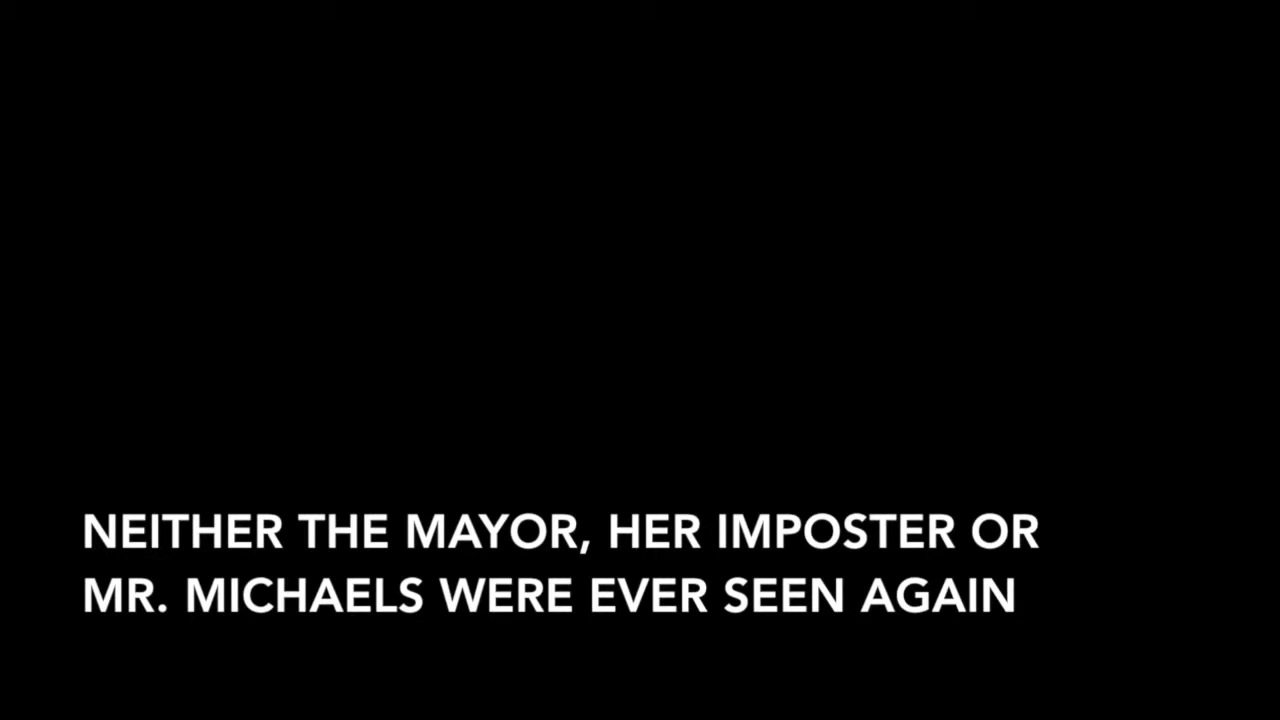 NEITHER THE MAYOR, HER IMPOSTER OR
MR. MICHAELS WERE EVER SEEN AGAIN